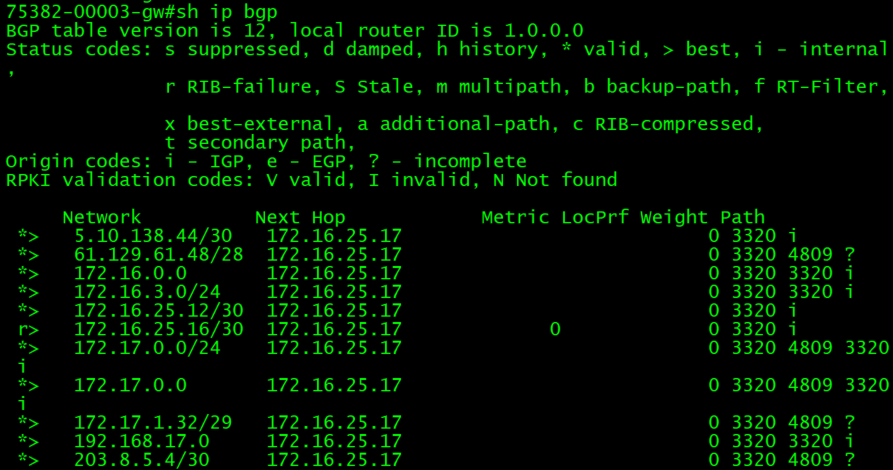 75382-00003-gw#sh ip bgp
BGP table version is 12, local router ID is 1.0.0.0
Status codes: s suppressed, d damped, h history, * valid, > best, i - internal
,
              r RIB-failure, S Stale, m multipath, b backup-path, f RT-Filter,
              x best-external, a additional-path, c RIB-compressed,
              t secondary path,
Origin codes: i - IGP, e - EGP, ? - incomplete
RPKI validation codes: V valid, I invalid, N Not found
     Network          Next Hop            Metric LocPrf Weight Path
 *>   5.10.138.44/30   172.16.25.17                           0 3320 i
 *>   61.129.61.48/28  172.16.25.17                           0 3320 4809 ?
 *>   172.16.0.0       172.16.25.17                           0 3320 3320 i
 *>   172.16.3.0/24    172.16.25.17                           0 3320 3320 i
 *>   172.16.25.12/30  172.16.25.17                           0 3320 i
 r>   172.16.25.16/30  172.16.25.17             0             0 3320 i
 *>   172.17.0.0/24    172.16.25.17                           0 3320 4809 3320
 i
 *>   172.17.0.0       172.16.25.17                           0 3320 4809 3320
 i
 *>   172.17.1.32/29   172.16.25.17                           0 3320 4809 ?
 *>   192.168.17.0     172.16.25.17                           0 3320 3320 i
 *>   203.8.5.4/30     172.16.25.17                           0 3320 4809 ?